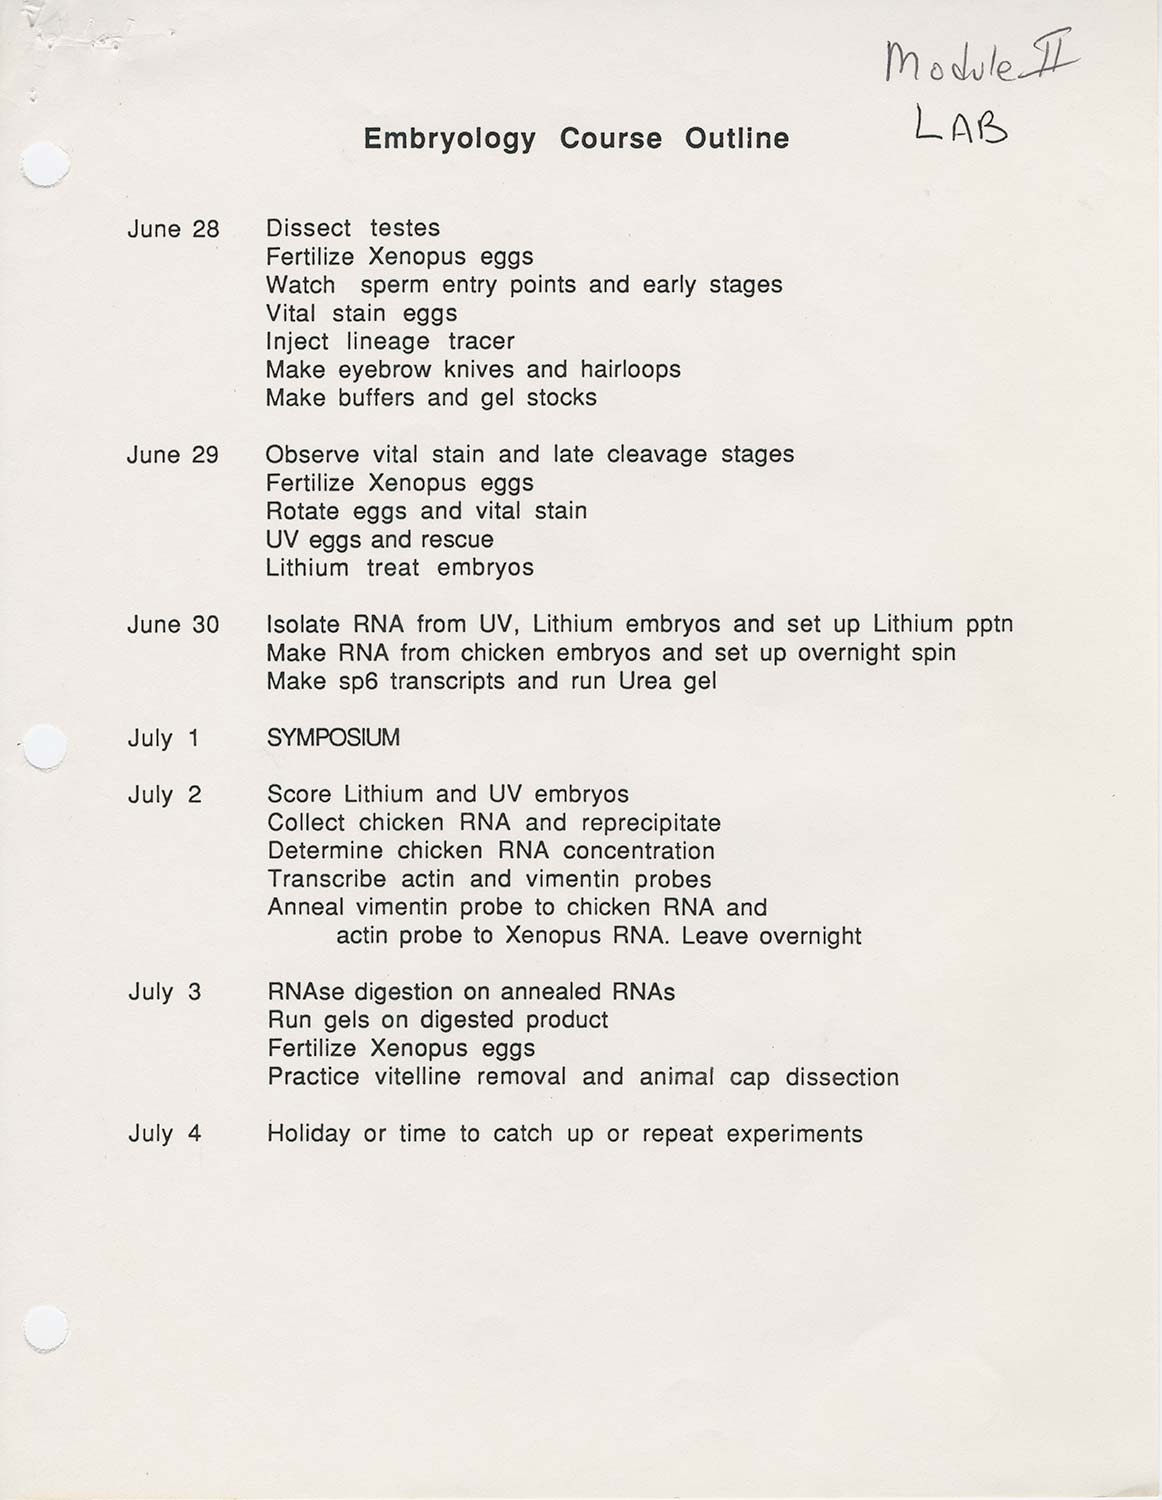 Module II
LAB
Embryology Course Outline
June 28 Dissect testes
Fertilize Xenopus eggs
Watch sperm entry points and early stages
Vital stain eggs
Inject lineage tracer
Make eyebrow knives and hairloops
Make buffers and gel stocks
June 29 Observe vital stain and late cleavage stages
Fertilize Xenopus eggs
Rotate eggs and vital stain
UV eggs and rescue
Lithium treat embryos
June 30 Isolate RNA from UV, Lithium embryos and set up Lithium pptn
Make RNA from chicken embryos and set up overnight spin
Make sp6 transcripts and run Urea gel
July 1 SYMPOSIUM
July 2 Score Lithium and UV embryos
Collect chicken RNA and reprecipitate
Determine chicken RNA concentration
Transcribe actin and vimentin probes
Anneal vimentin probe to chicken RNA and
actin probe to Xenopus RNA. Leave overnight
July 3 RNAse digestion on annealed RNAs
Run gels on digested product
Fertilize Xenopus eggs
Practice vitelline removal and animal cap dissection
July 4 Holiday or time to catch up or repeat experiments